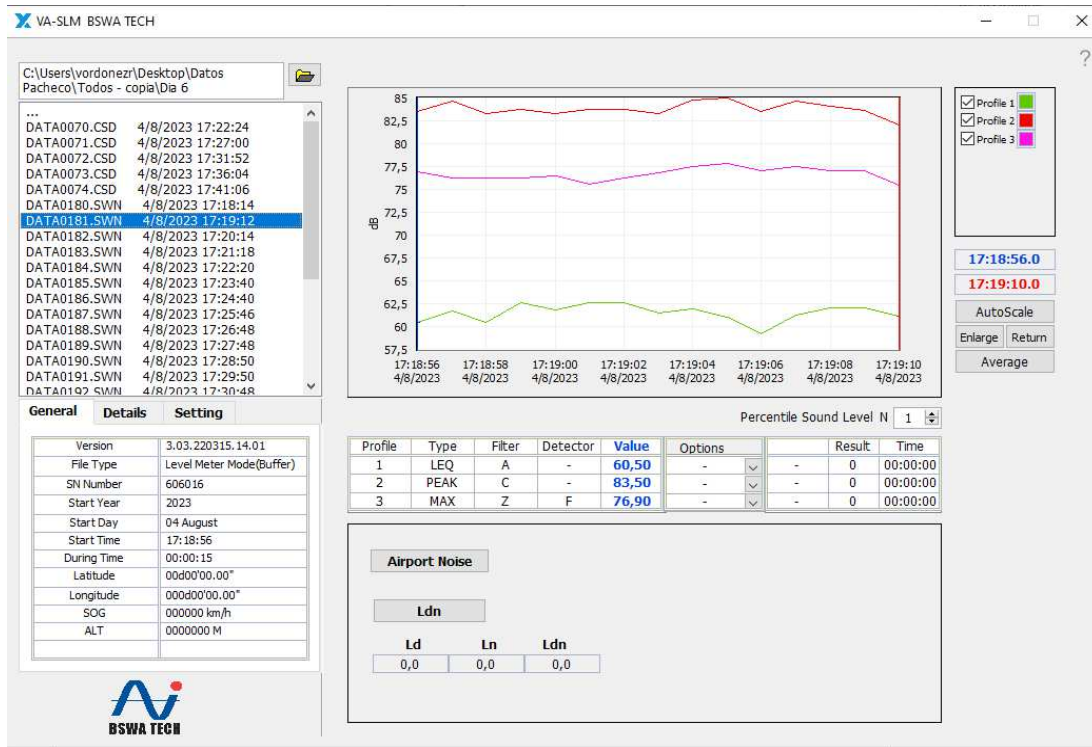 VA-SLM BSWA TECH
?
C:\Users\vordonezr\Desktop\Datos
Pacheco\Todos - copia\Dia 6
...
DATA0070.CSD 4/8/2023 17:22:24
DATA0071.CSD 4/8/2023 17:27:00
DATA0072.CSD 4/8/2023 17:31:52
DATA0073.CSD 4/8/2023 17:36:04
DATA0074.CSD 4/8/2023 17:41:06
DATA0180.SWN 4/8/2023 17:18:14
DATA0181.SWN 4/8/2023 17:19:12
DATA0182.SWN 4/8/2023 17:20:14
DATA0183.SWN 4/8/2023 17:21:18
DATA0184.SWN 4/8/2023 17:22:20
DATA0185.SWN 4/8/2023 17:23:40
DATA0186.SWN 4/8/2023 17:24:40
DATA0187.SWN 4/8/2023 17:25:46
DATA0188.SWN 4/8/2023 17:26:48
DATA0189.SWN 4/8/2023 17:27:48
DATA0190.SWN 4/8/2023 17:28:50
DATA0191.SWN 4/8/2023 17:29:50
DATA0192.SWN 4/8/2023 17:30:48
General Details Setting
Version 3.03.220315.14.01
File Type Level Meter Mode(Buffer)
SN Number 606016
Start Year 2023
Start Day 04 August
Start Time 17:18:56
During Time 00:00:15
Latitude 00d00'00.00"
Longitude 000d00'00.00"
SOG 000000 km/h
ALT 0000000 M
BSWA TECH
dB
85
82,5
80
77,5
75
72,5
70
67,5
65
62,5
60
57,5
17:18:56 17:18:58 17:19:00 17:19:02 17:19:04 17:19:06 17:19:08 17:19:10
4/8/2023 4/8/2023 4/8/2023 4/8/2023 4/8/2023 4/8/2023 4/8/2023 4/8/2023
Profile 1
Profile 2
Profile 3
17:18:56.0
17:19:10.0
AutoScale
Enlarge Return
Average
Percentile Sound Level N 1
Profile Type Filter Detector Value Options Result Time
1 LEQ A - 60,50 - - 0 00:00:00
2 PEAK C - 83,50 - - 0 00:00:00
3 MAX Z F 76,90 - - 0 00:00:00
Airport Noise
Ldn
Ld Ln Ldn
0,0 0,0 0,0